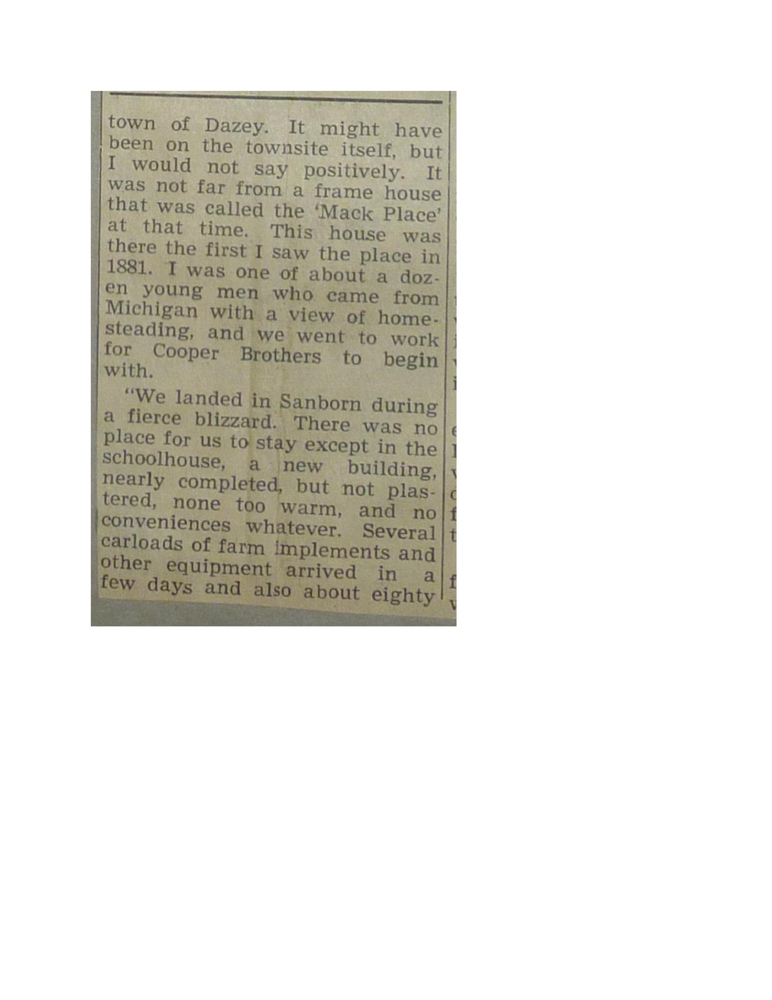 town of Dazey. It might have
been on the townsite itself, but
I would not say positively. It
was not far from a frame house
that was called the ‘Mack Place’
at that time. This house was
there the first I saw the place in
1881. I was one of about a doz-
en young men who came from
Michigan with a view of home-
steading, and we went to work
for Cooper Brothers to begin
with.
“We landed in Sanborn during
a fierce blizzard. There was no
place for us to stay except in the
schoolhouse, a new building,
nearly completed, but not plas-
tered, none too warm, and no
conveniences whatever. Several
carloads of farm implements and
other equipment arrived in a
few days and also about eighty